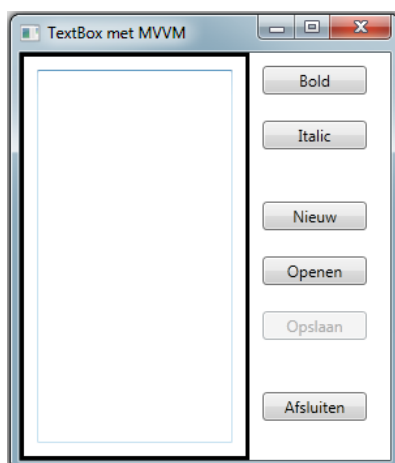 TextBox met MVVM
Bold
Italic
Nieuw
Openen
Opslaan
Afsluiten